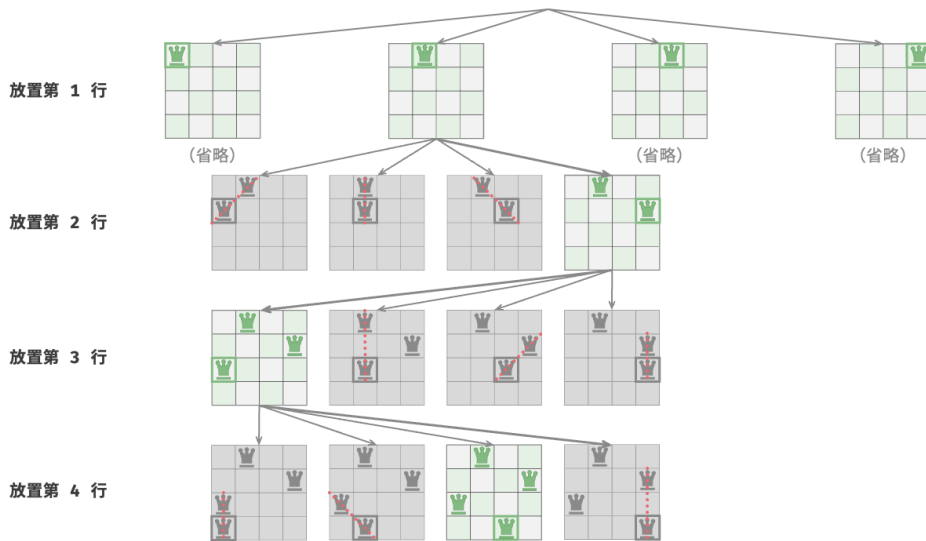 放置第 1 行
（省略）
（省略）
（省略）
放置第 2 行
放置第 3 行
放置第 4 行